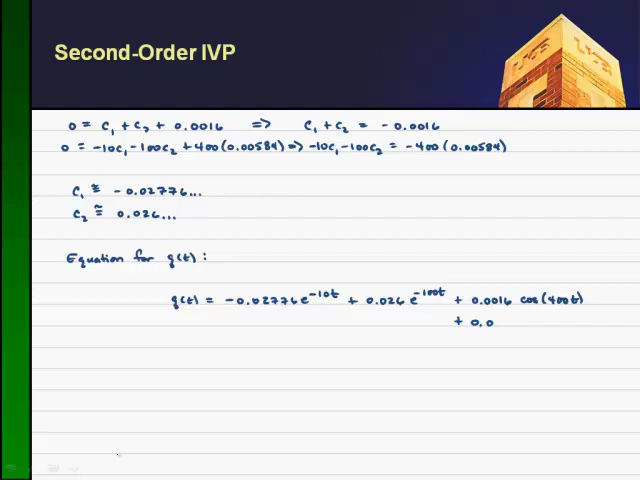 Second-Order IVP
0 = c₁ + c₂ + 0.0016 ⇒ c₁ + c₂ = -0.0016
0 = -10c₁ - 100c₂ + 400(0.00584) ⇒ -10c₁ - 100c₂ = -400(0.00584)
c₁ ≅ -0.02776...
c₂ ≅ 0.026...
Equation for q(t):
q(t) = -0.02776e^{-10t} + 0.026e^{-100t} + 0.0016 cos(400t)
+ 0.0